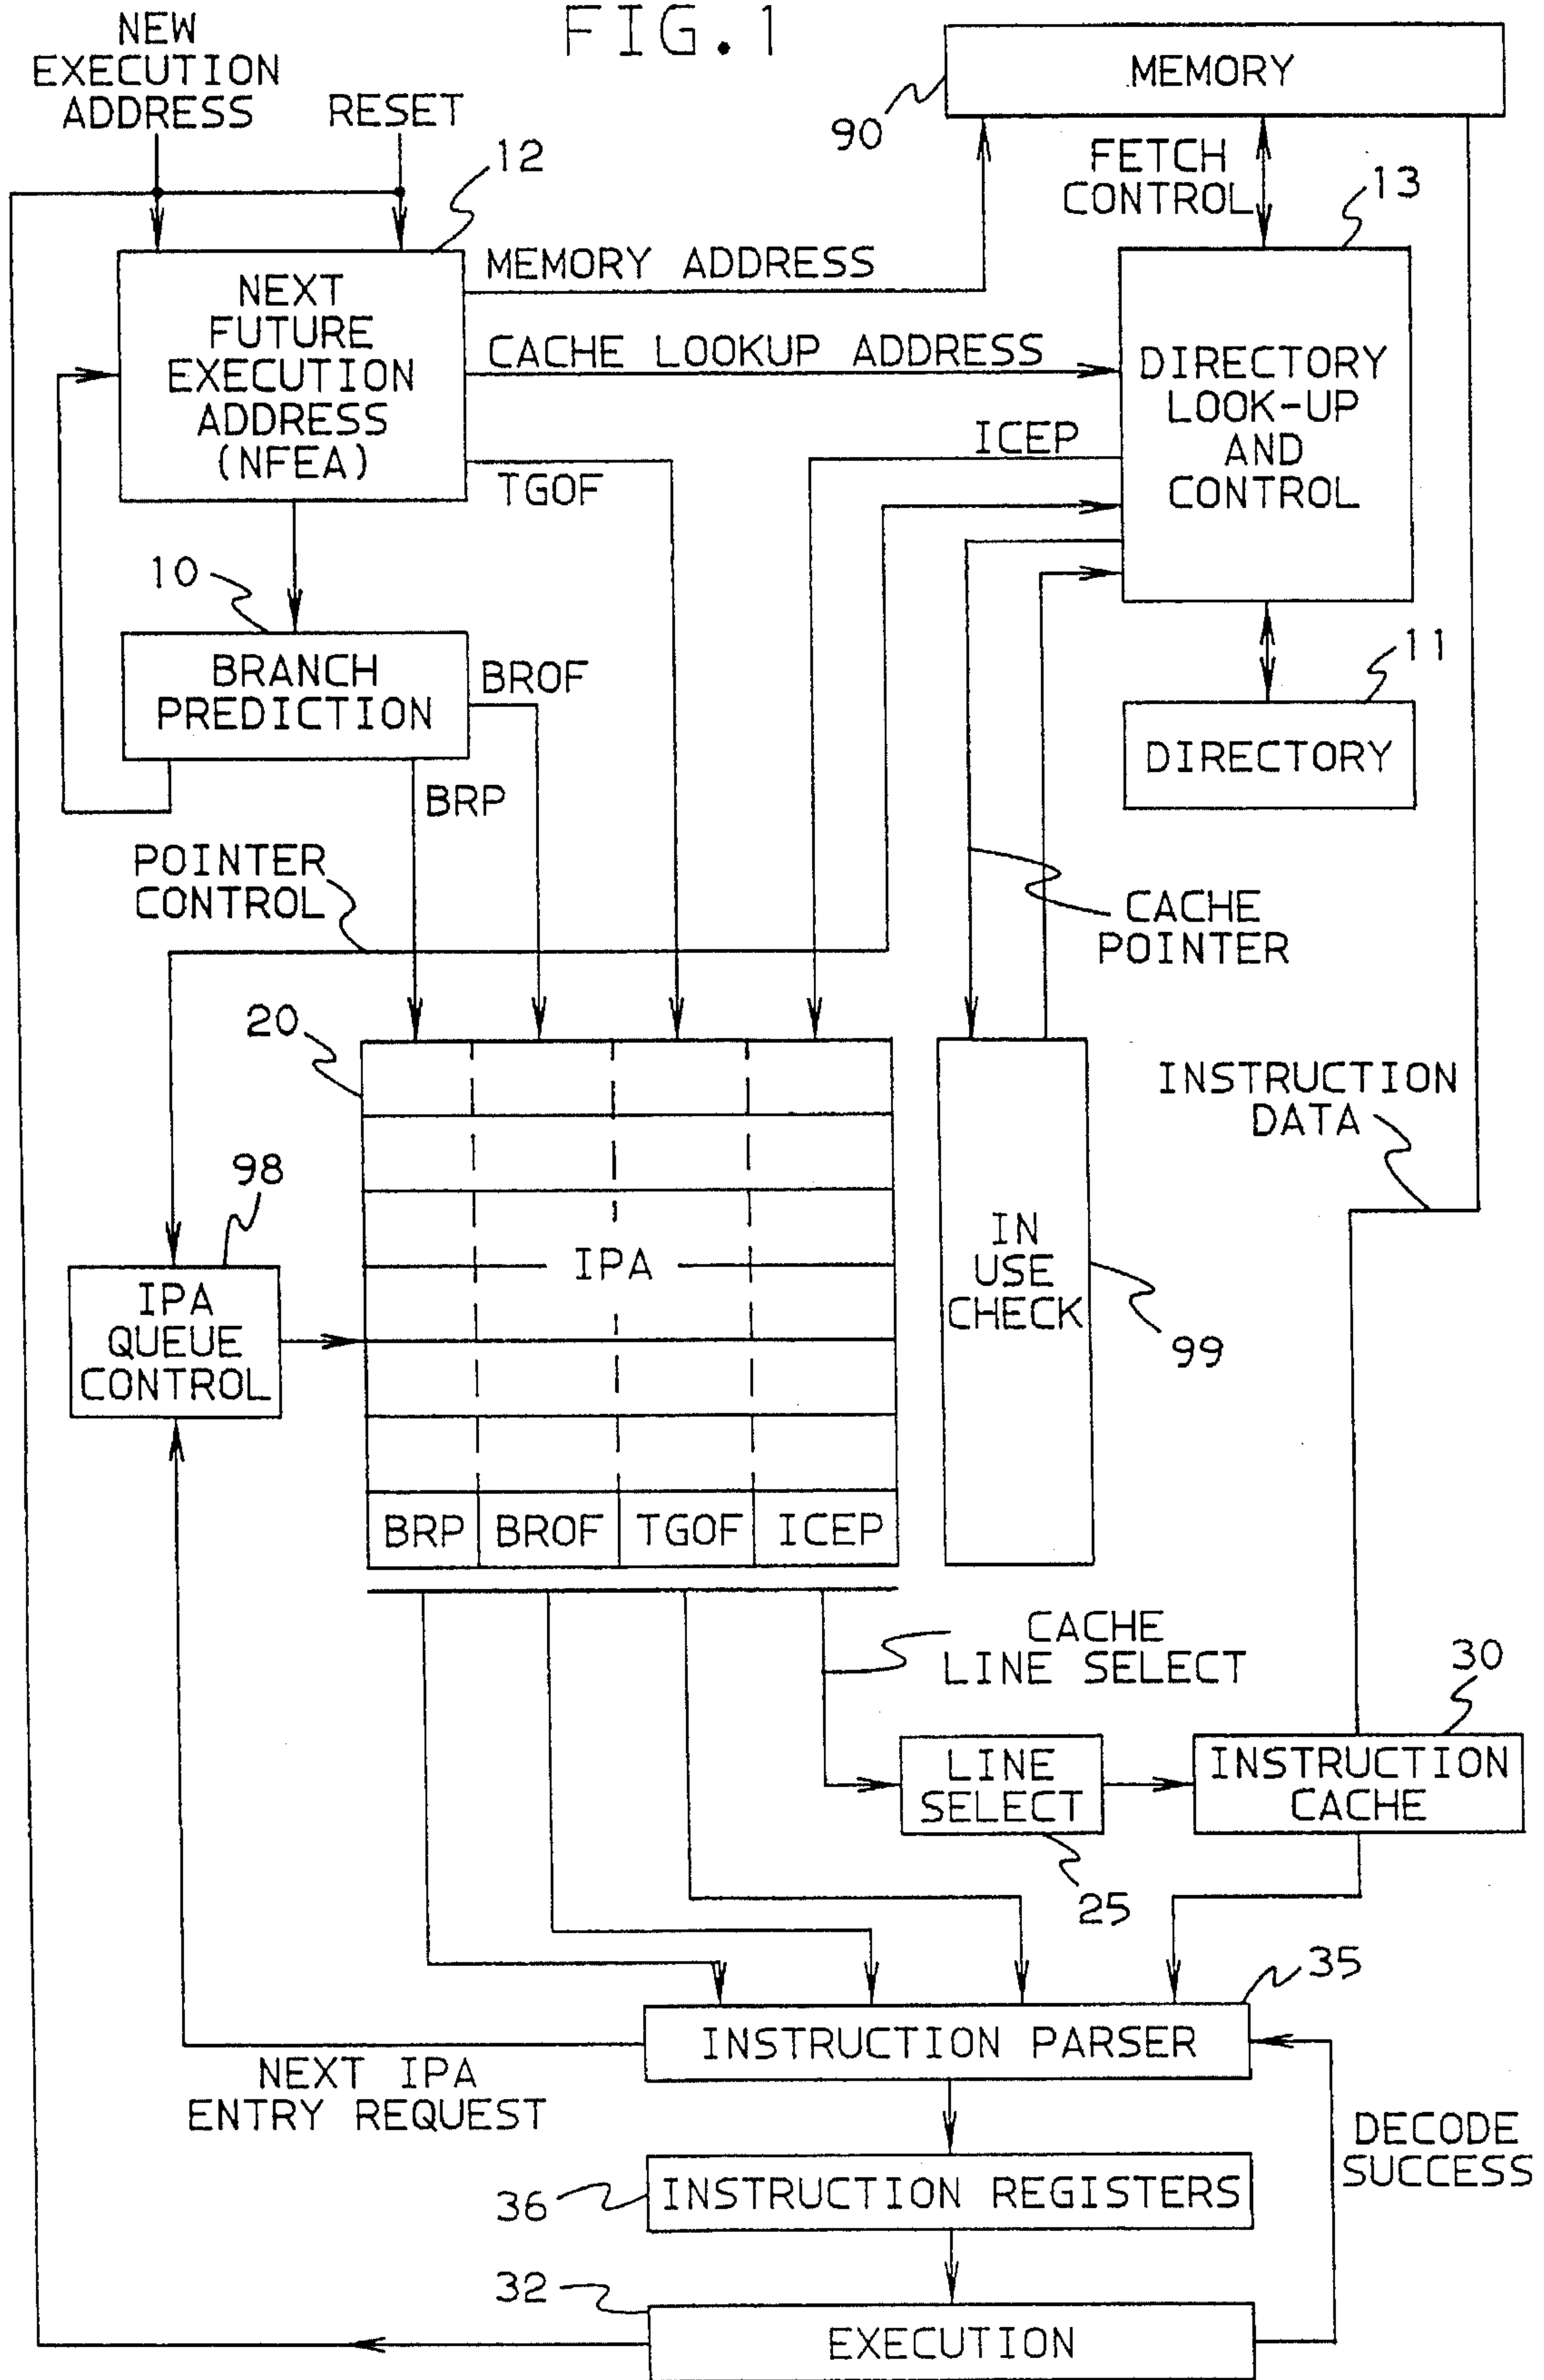 FIG. 1
NEW
EXECUTION
ADDRESS
RESET
12
NEXT
FUTURE
EXECUTION
ADDRESS
(NFEA)
MEMORY ADDRESS
CACHE LOOKUP ADDRESS
TGOF
MEMORY
90
FETCH
CONTROL
13
DIRECTORY
LOOK-UP
AND
CONTROL
ICEP
10
BRANCH
PREDICTION
BROF
BRP
11
DIRECTORY
POINTER
CONTROL
CACHE
POINTER
20
IPA
BRP BROF TGOF ICEP
98
IPA
QUEUE
CONTROL
IN
USE
CHECK
99
INSTRUCTION
DATA
CACHE
LINE SELECT
LINE
SELECT
25
30
INSTRUCTION
CACHE
35
INSTRUCTION PARSER
NEXT IPA
ENTRY REQUEST
DECODE
SUCCESS
36
INSTRUCTION REGISTERS
32
EXECUTION